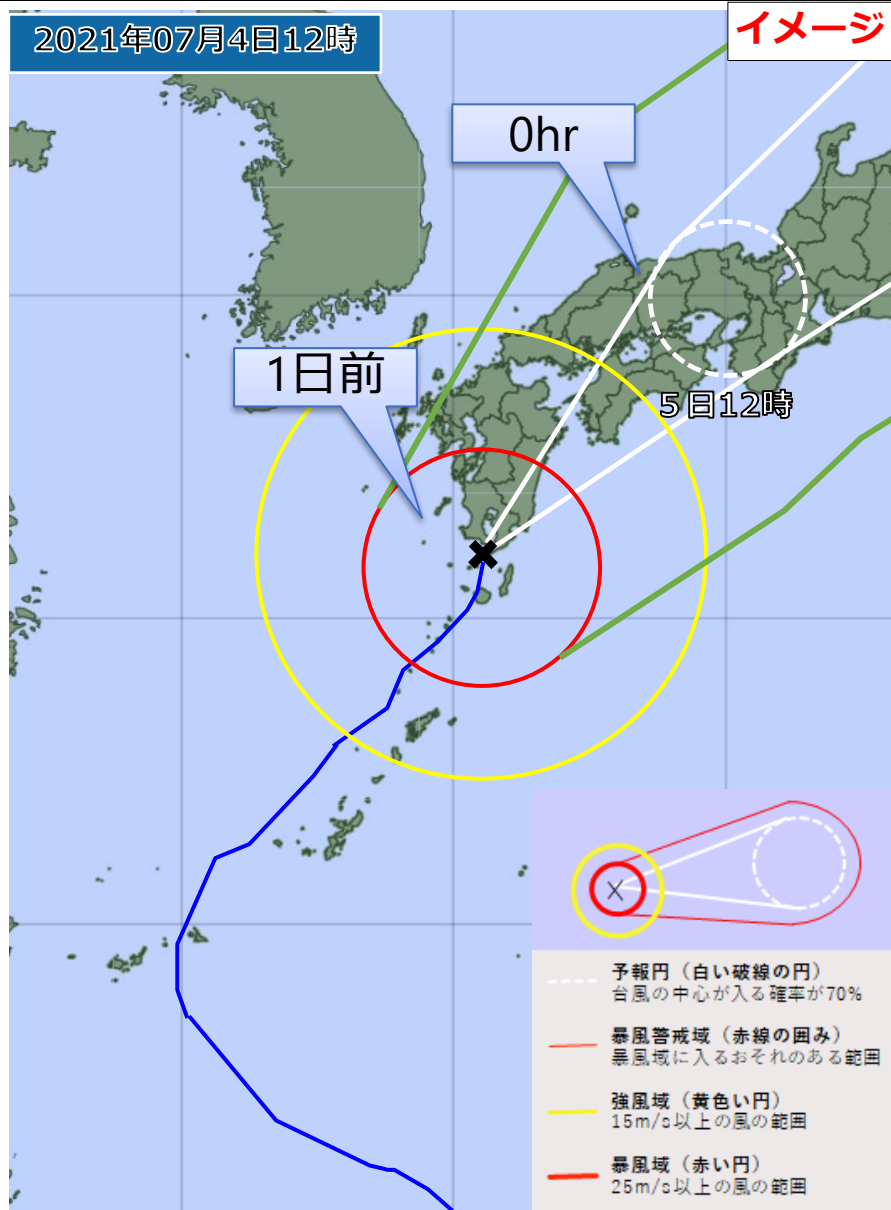 2021年07月4日12時
イメージ
0hr
1日前
５日12時
予報円（白い破線の円）
台風の中心が入る確率が70%
暴風警戒域（赤線の囲み）
暴風域に入るおそれのある範囲
強風域（黄色い円）
15m/s以上の風の範囲
暴風域（赤い円）
25m/s以上の風の範囲